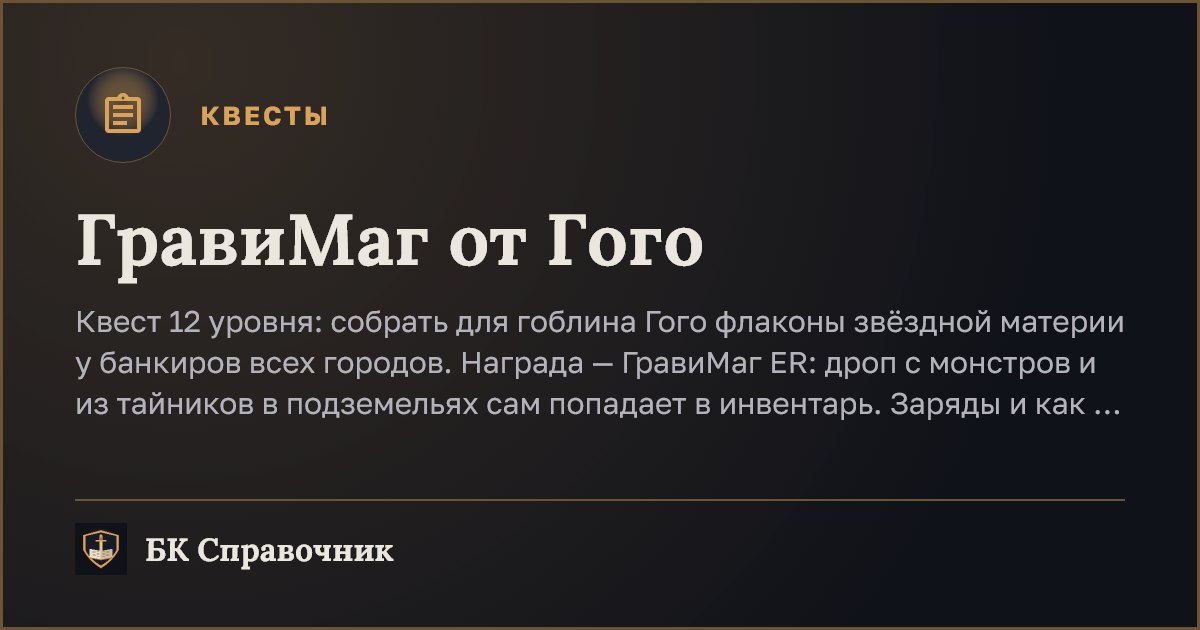 КВЕСТЫ
ГравиМаг от Гого
Квест 12 уровня: собрать для гоблина Гого флаконы звёздной материи
у банкиров всех городов. Награда — ГравиМаг ER: дроп с монстров и
из тайников в подземельях сам попадает в инвентарь. Заряды и как ...
БК Справочник